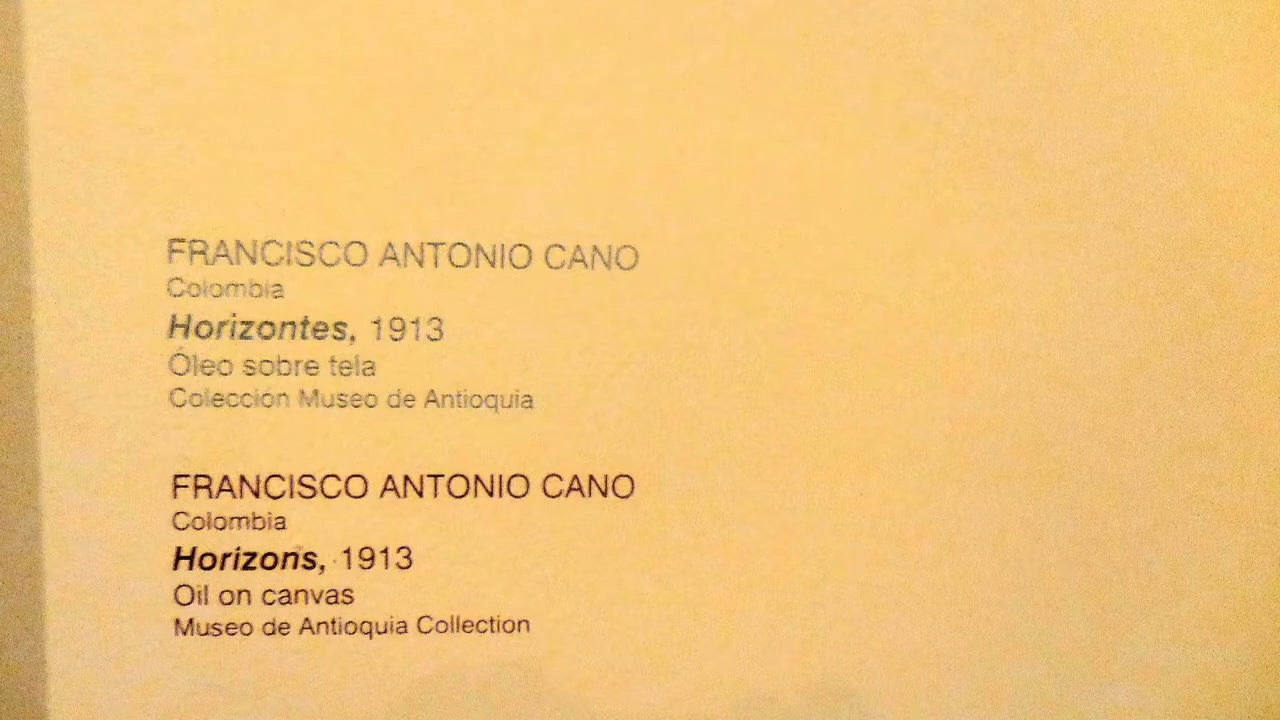 FRANCISCO ANTONIO CANO
Colombia
Horizontes, 1913
Óleo sobre tela
Colección Museo de Antioquia
FRANCISCO ANTONIO CANO
Colombia
Horizons, 1913
Oil on canvas
Museo de Antioquia Collection